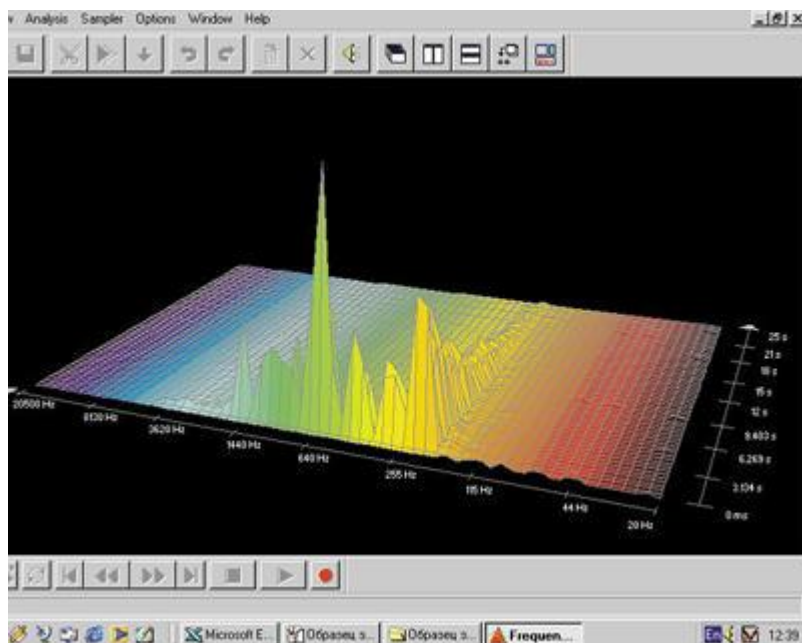 Analysis Sampler Options Window Help
25 s
21 s
18 s
15 s
12 s
9.403 s
6.269 s
3.134 s
0 ms
20500 Hz
8130 Hz
3620 Hz
1440 Hz
640 Hz
255 Hz
115 Hz
44 Hz
20 Hz
Microsoft E... Образец з... Образец з... Frequen... En 12:39